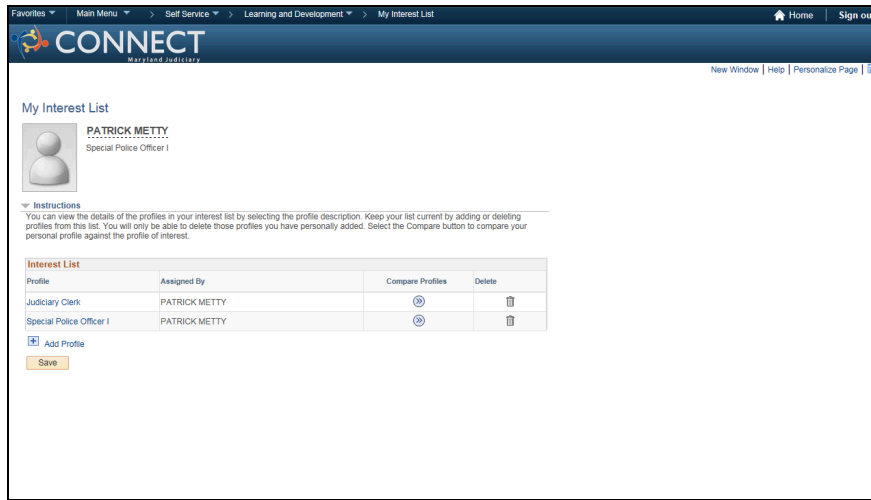 Favorites Main Menu > Self Service > Learning and Development > My Interest List Home Sign ou
CONNECT
Maryland Judiciary
New Window | Help | Personalize Page |
My Interest List
PATRICK METTY
Special Police Officer I
Instructions
You can view the details of the profiles in your interest list by selecting the profile description. Keep your list current by adding or deleting
profiles from this list. You will only be able to delete those profiles you have personally added. Select the Compare button to compare your
personal profile against the profile of interest.
Interest List
Profile Assigned By Compare Profiles Delete
Judiciary Clerk PATRICK METTY
Special Police Officer I PATRICK METTY
Add Profile
Save